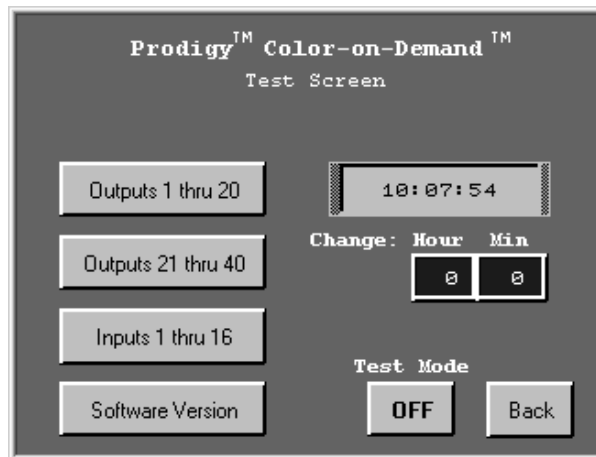 Prodigy™ Color-on-Demand™
Test Screen
Outputs 1 thru 20
10:07:54
Change: Hour Min
0 0
Outputs 21 thru 40
Inputs 1 thru 16
Test Mode
Software Version
OFF
Back